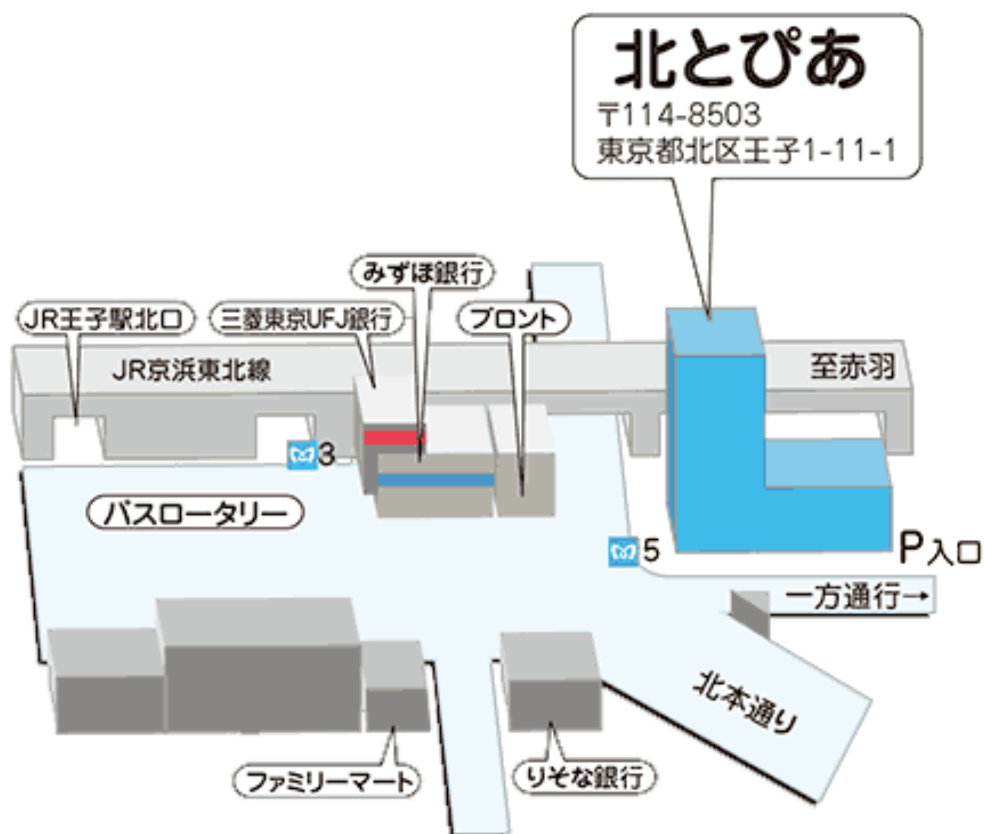 北とぴあ
〒114-8503
東京都北区王子1-11-1
みずほ銀行
JR王子駅北口
三菱東京UFJ銀行
プロント
JR京浜東北線
至赤羽
3
バスロータリー
5
P入口
一方通行→
北本通り
ファミリーマート
りそな銀行